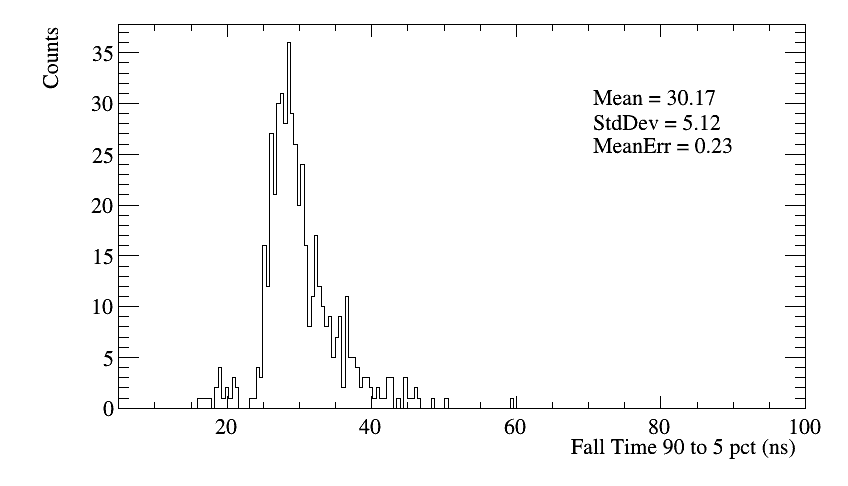 Counts
35
30
25
20
15
10
5
0
Mean = 30.17
StdDev = 5.12
MeanErr = 0.23
20 40 60 80 100
Fall Time 90 to 5 pct (ns)